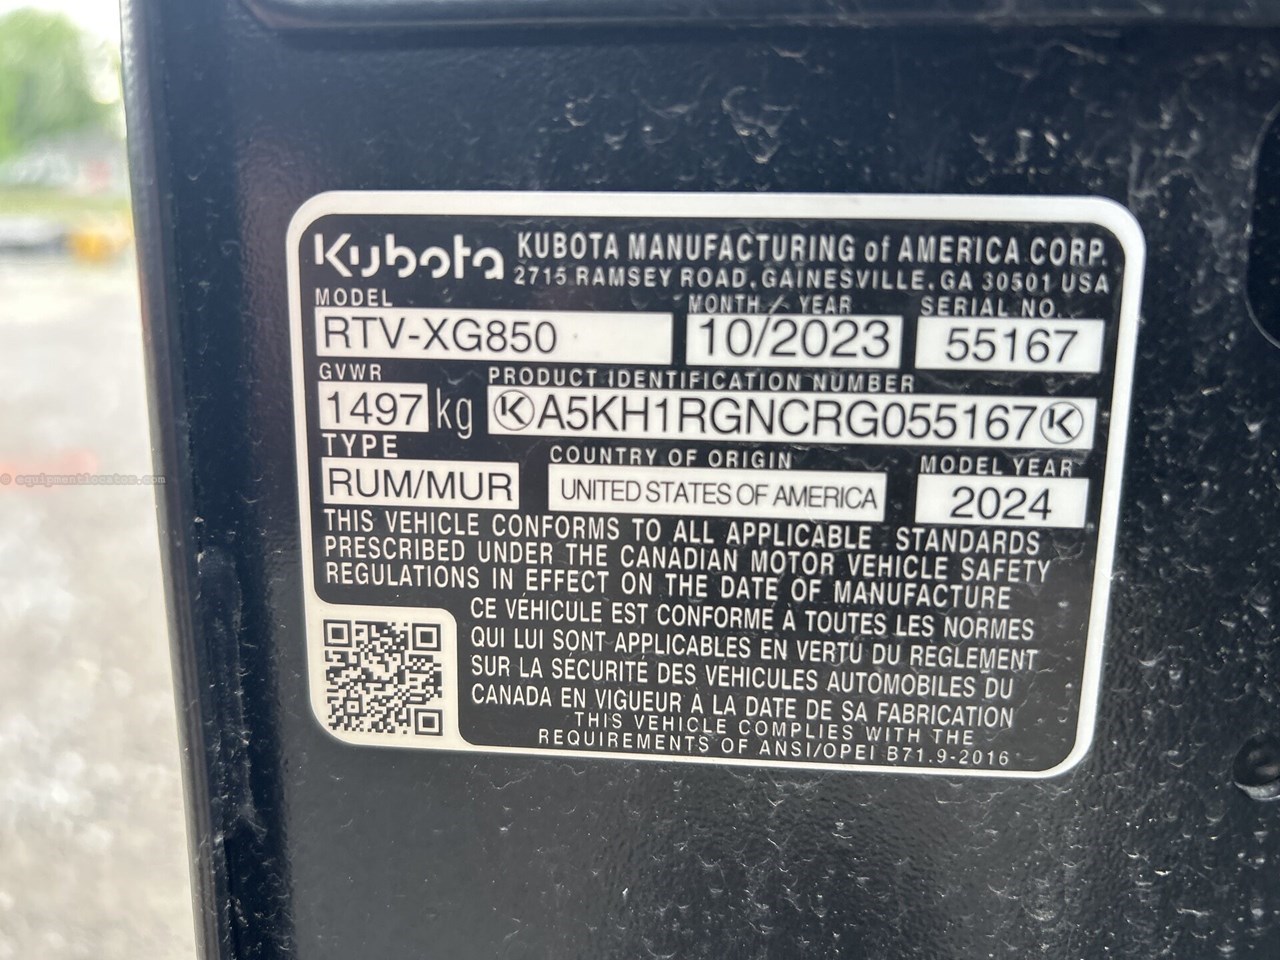 Kubota KUBOTA MANUFACTURING of AMERICA CORP.
2715 RAMSEY ROAD, GAINESVILLE, GA 30501 USA
MODEL MONTH / YEAR SERIAL NO.
RTV-XG850 10/2023 55167
GVWR PRODUCT IDENTIFICATION NUMBER
1497 kg K A5KH1RGNCRG055167 K
TYPE COUNTRY OF ORIGIN MODEL YEAR
RUM/MUR UNITED STATES OF AMERICA 2024
THIS VEHICLE CONFORMS TO ALL APPLICABLE STANDARDS
PRESCRIBED UNDER THE CANADIAN MOTOR VEHICLE SAFETY
REGULATIONS IN EFFECT ON THE DATE OF MANUFACTURE
CE VÉHICULE EST CONFORME À TOUTES LES NORMES
QUI LUI SONT APPLICABLES EN VERTU DU REGLEMENT
SUR LA SÉCURITÉ DES VÉHICULES AUTOMOBILES DU
CANADA EN VIGUEUR À LA DATE DE SA FABRICATION
THIS VEHICLE COMPLIES WITH THE
REQUIREMENTS OF ANSI/OPEI B71.9-2016
© equipmentlocator.com